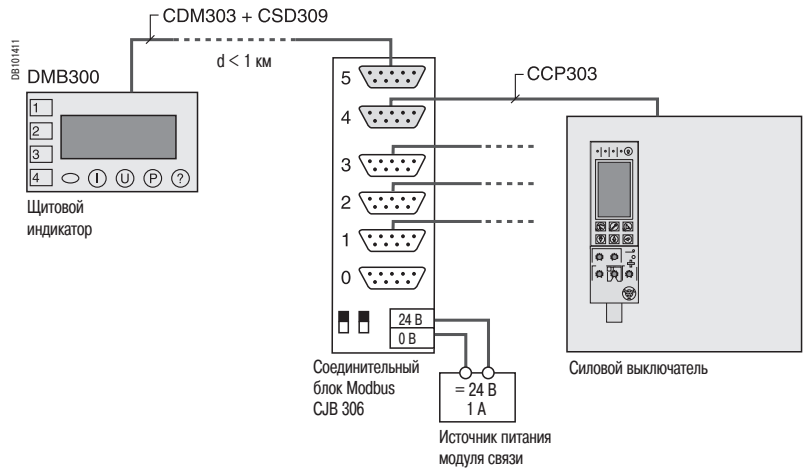 CDM303 + CSD309
DB101411
d < 1 км
DMB300
1
2
3
4
I U P ?
Щитовой
индикатор
5
4
3
2
1
0
24 В
0 В
CCP303
Соединительный
блок Modbus
CJB 306
= 24 В
1 А
Источник питания
модуля связи
Силовой выключатель